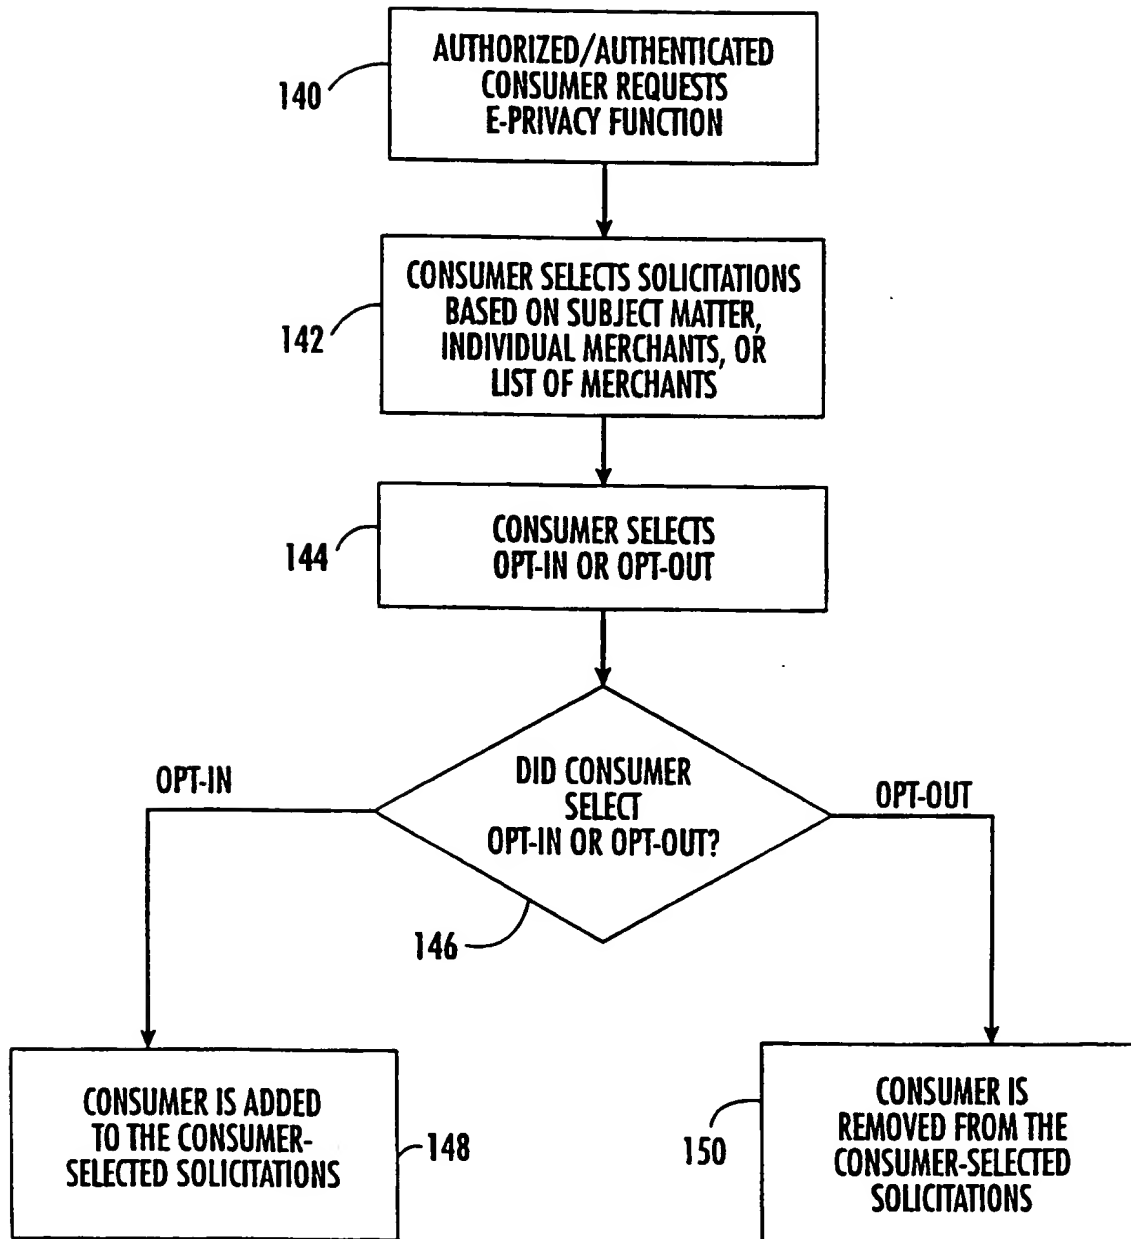 AUTHORIZED/AUTHENTICATED
CONSUMER REQUESTS
E-PRIVACY FUNCTION
140
CONSUMER SELECTS SOLICITATIONS
BASED ON SUBJECT MATTER,
INDIVIDUAL MERCHANTS, OR
LIST OF MERCHANTS
142
CONSUMER SELECTS
OPT-IN OR OPT-OUT
144
DID CONSUMER
SELECT
OPT-IN OR OPT-OUT?
146
OPT-IN
OPT-OUT
CONSUMER IS ADDED
TO THE CONSUMER-
SELECTED SOLICITATIONS
148
CONSUMER IS
REMOVED FROM THE
CONSUMER-SELECTED
SOLICITATIONS
150